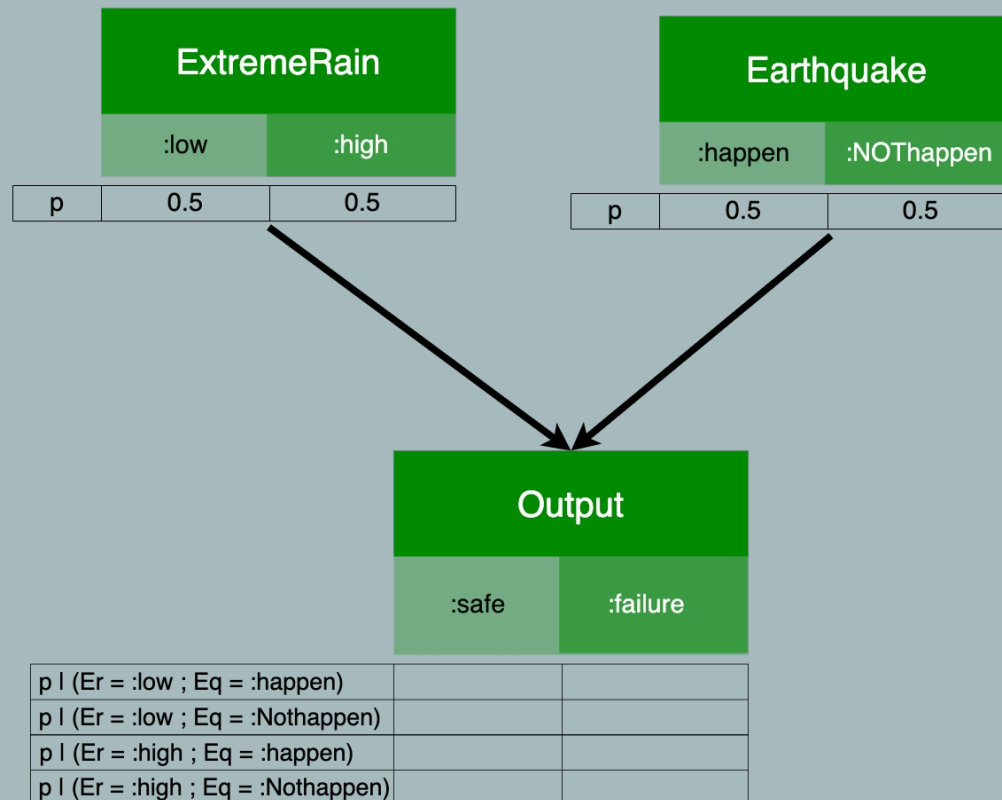 ExtremeRain
:low :high
p 0.5 0.5
Earthquake
:happen :NOThappen
p 0.5 0.5
Output
:safe :failure
p | (Er = :low ; Eq = :happen)
p | (Er = :low ; Eq = :Nothappen)
p | (Er = :high ; Eq = :happen)
p | (Er = :high ; Eq = :Nothappen)